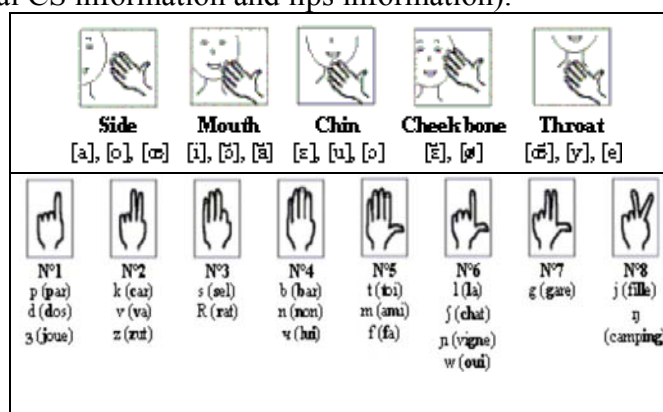 al CS information and lips information).
Side Mouth Chin Cheek bone Throat
[a], [o], [œ] [i], [ɔ̃], [ã] [ɛ], [u], [ɔ] [ɛ̃], [ø] [œ̃], [y], [e]
N°1 N°2 N°3 N°4 N°5 N°6 N°7 N°8
p (par) k (car) s (sel) b (bar) t (toi) l (la) g (gare) j (fille)
d (dos) v (va) R (rat) n (non) m (ami) ʃ (chat) ŋ
ʒ (joue) z (zut) ɥ (lui) f (fa) ɲ (vigne) (camping)
w (oui)